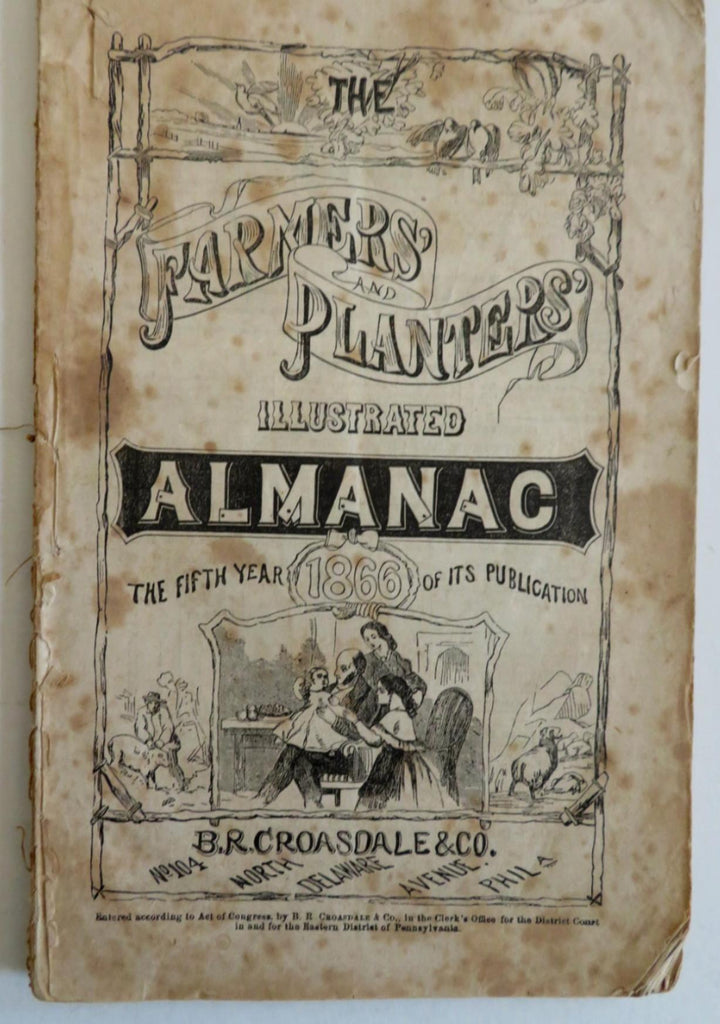 THE
FARMERS'
AND
PLANTERS'
ILLUSTRATED
ALMANAC
THE FIFTH YEAR 1866 OF ITS PUBLICATION
B.R.CROASDALE&CO.
No104 NORTH DELAWARE AVENUE. PHILA
Entered according to Act of Congress, by B. R. CROASDALE & Co., in the Clerk's Office for the District Court
in and for the Eastern District of Pennsylvania.